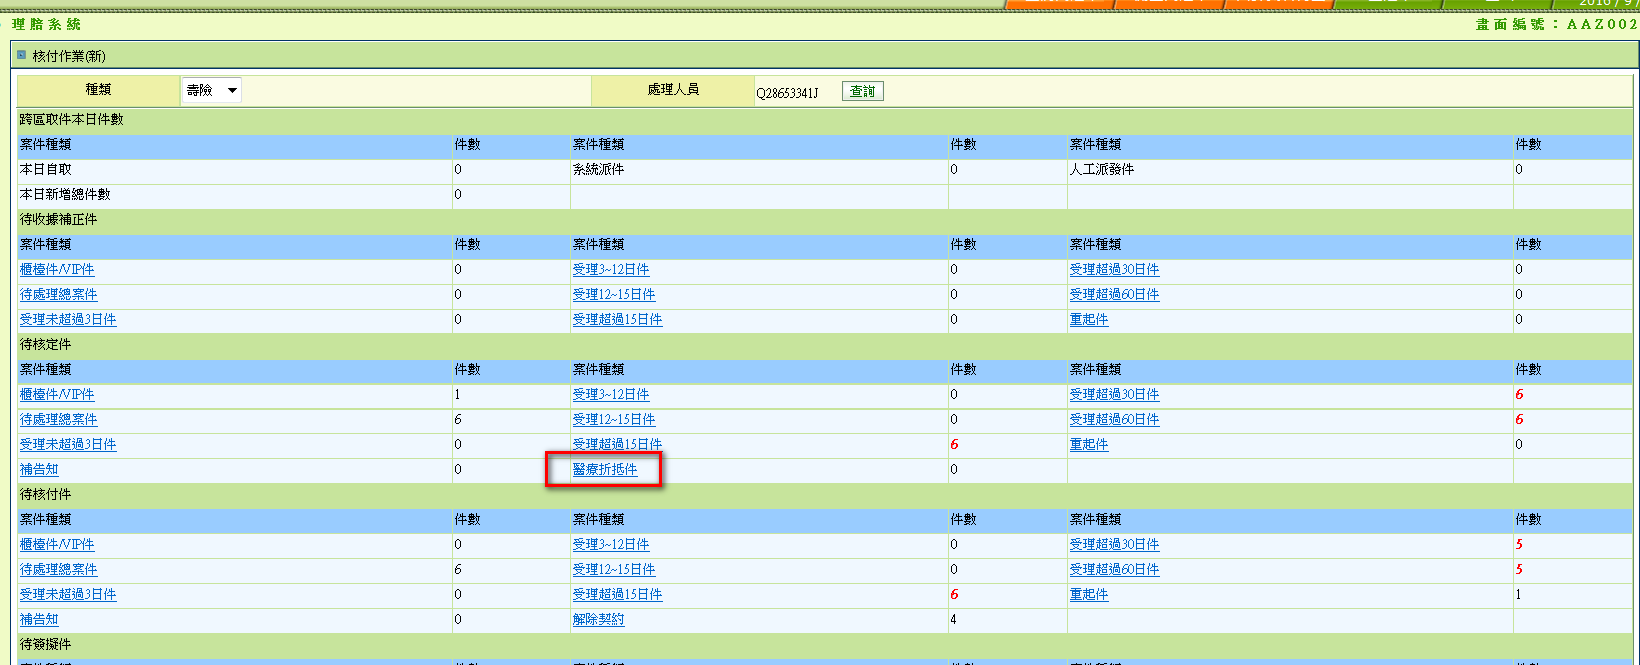 2016 / 9 /
理賠系統
畫面編號：AAZ002
核付作業(新)
種類 壽險 處理人員 Q28653341J 查詢
跨區取件本日件數
案件種類 件數 案件種類 件數 案件種類 件數
本日自取 0 系統派件 0 人工派發件 0
本日新增總件數 0
待收據補正件
案件種類 件數 案件種類 件數 案件種類 件數
櫃檯件/VIP件 0 受理3~12日件 0 受理超過30日件 0
待處理總案件 0 受理12~15日件 0 受理超過60日件 0
受理未超過3日件 0 受理超過15日件 0 重起件 0
待核定件
案件種類 件數 案件種類 件數 案件種類 件數
櫃檯件/VIP件 1 受理3~12日件 0 受理超過30日件 6
待處理總案件 6 受理12~15日件 0 受理超過60日件 6
受理未超過3日件 0 受理超過15日件 6 重起件 0
補告知 0 醫療折抵件 0
待核付件
案件種類 件數 案件種類 件數 案件種類 件數
櫃檯件/VIP件 0 受理3~12日件 0 受理超過30日件 5
待處理總案件 6 受理12~15日件 0 受理超過60日件 5
受理未超過3日件 0 受理超過15日件 6 重起件 1
補告知 0 解除契約 4
待簽擬件